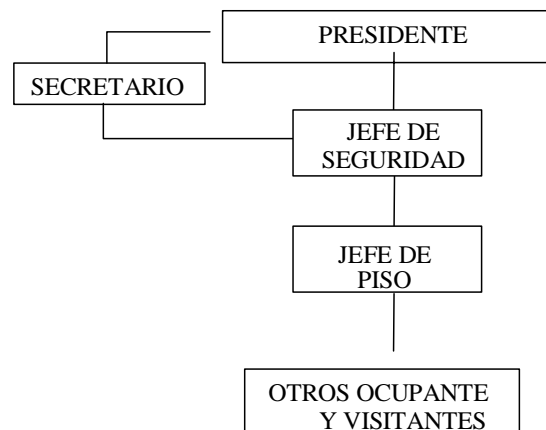 PRESIDENTE
SECRETARIO
JEFE DE
SEGURIDAD
JEFE DE
PISO
OTROS OCUPANTE
Y VISITANTES